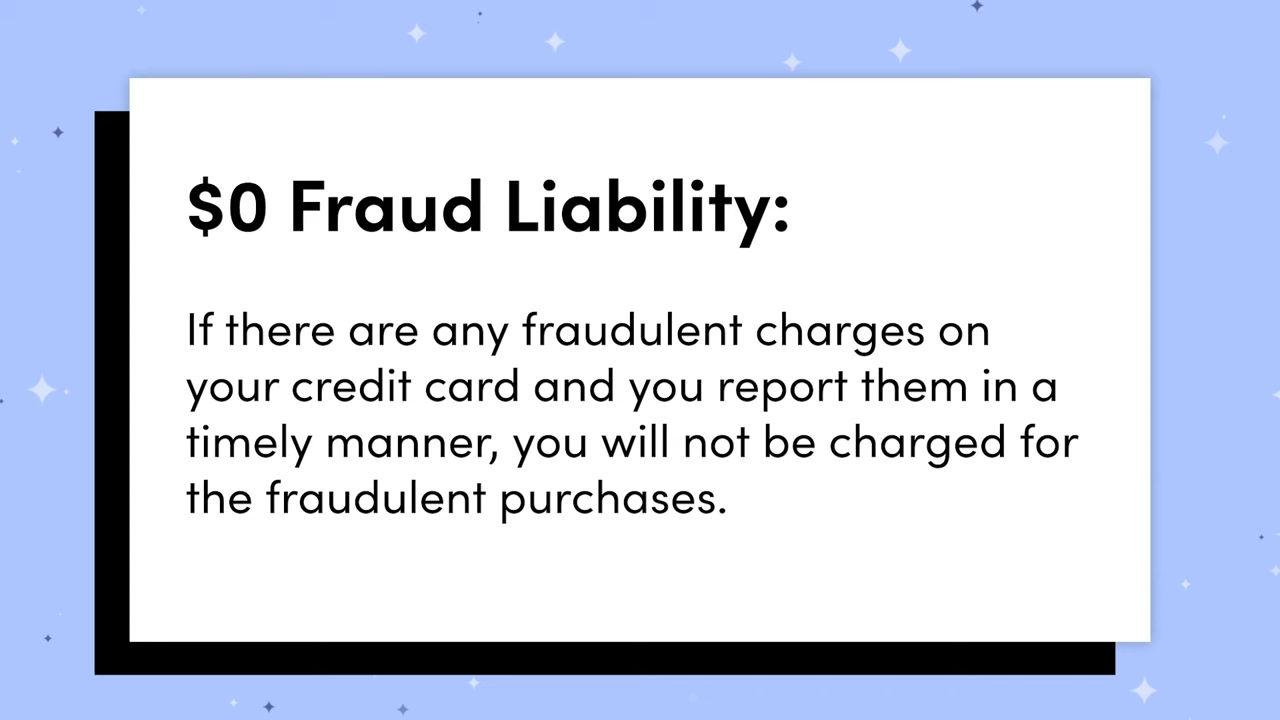 $0 Fraud Liability:
If there are any fraudulent charges on
your credit card and you report them in a
timely manner, you will not be charged for
the fraudulent purchases.